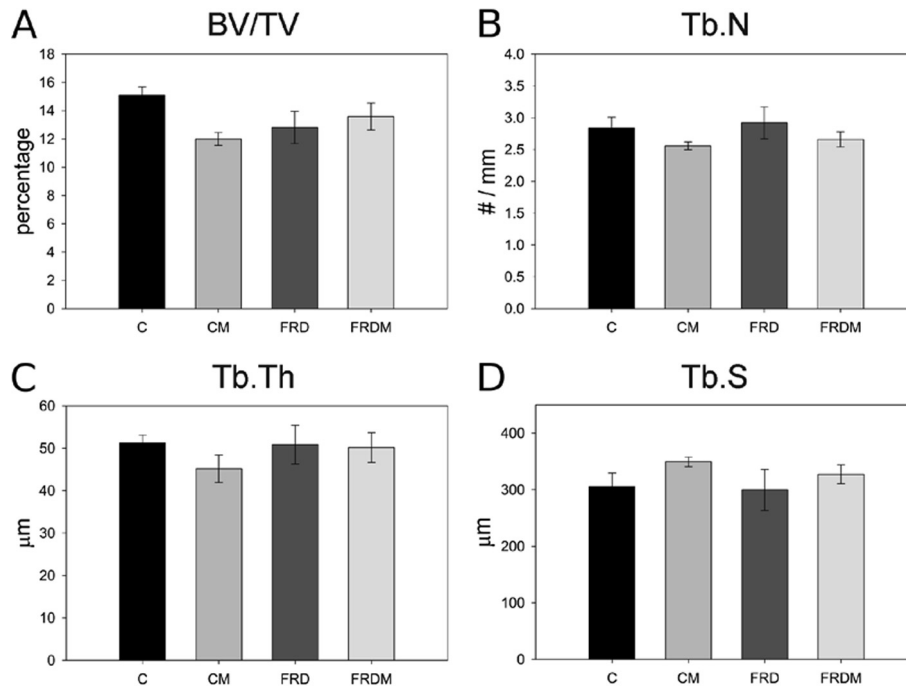 A
BV/TV
percentage
18
16
14
12
10
8
6
4
2
0
C CM FRD FRDM
B
Tb.N
# / mm
4.0
3.5
3.0
2.5
2.0
1.5
1.0
0.5
0.0
C CM FRD FRDM
C
Tb.Th
μm
60
50
40
30
20
10
0
C CM FRD FRDM
D
Tb.S
μm
400
300
200
100
0
C CM FRD FRDM